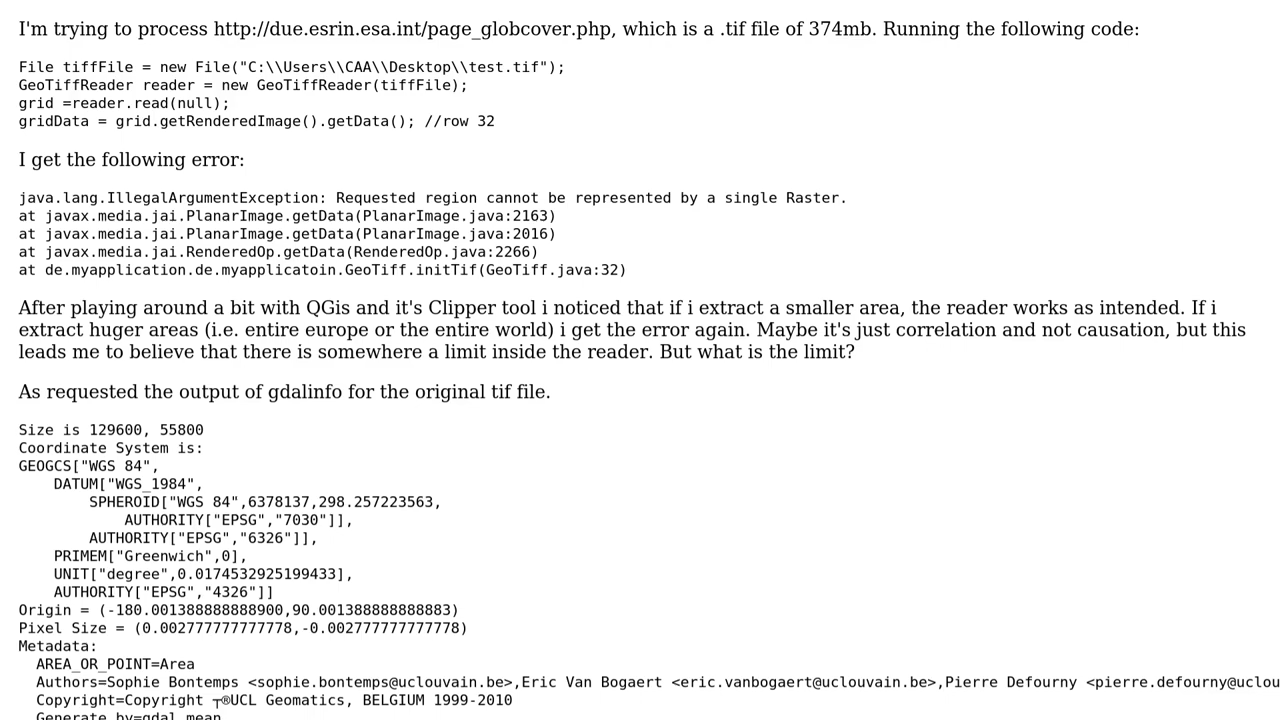 I'm trying to process http://due.esrin.esa.int/page_globcover.php, which is a .tif file of 374mb. Running the following code:
File tiffFile = new File("C:\\Users\\CAA\\Desktop\\test.tif");
GeoTiffReader reader = new GeoTiffReader(tiffFile);
grid =reader.read(null);
gridData = grid.getRenderedImage().getData(); //row 32
I get the following error:
java.lang.IllegalArgumentException: Requested region cannot be represented by a single Raster.
at javax.media.jai.PlanarImage.getData(PlanarImage.java:2163)
at javax.media.jai.PlanarImage.getData(PlanarImage.java:2016)
at javax.media.jai.RenderedOp.getData(RenderedOp.java:2266)
at de.myapplication.de.myapplicatoin.GeoTiff.initTif(GeoTiff.java:32)
After playing around a bit with QGis and it's Clipper tool i noticed that if i extract a smaller area, the reader works as intended. If i
extract huger areas (i.e. entire europe or the entire world) i get the error again. Maybe it's just correlation and not causation, but this
leads me to believe that there is somewhere a limit inside the reader. But what is the limit?
As requested the output of gdalinfo for the original tif file.
Size is 129600, 55800
Coordinate System is:
GEOGCS["WGS 84",
    DATUM["WGS_1984",
        SPHEROID["WGS 84",6378137,298.257223563,
            AUTHORITY["EPSG","7030"]],
        AUTHORITY["EPSG","6326"]],
    PRIMEM["Greenwich",0],
    UNIT["degree",0.0174532925199433],
    AUTHORITY["EPSG","4326"]]
Origin = (-180.001388888888900,90.001388888888883)
Pixel Size = (0.002777777777778,-0.002777777777778)
Metadata:
  AREA_OR_POINT=Area
  Authors=Sophie Bontemps <sophie.bontemps@uclouvain.be>,Eric Van Bogaert <eric.vanbogaert@uclouvain.be>,Pierre Defourny <pierre.defourny@uclou
  Copyright=Copyright ┬®UCL Geomatics, BELGIUM 1999-2010
  Generate_by=gdal_mean